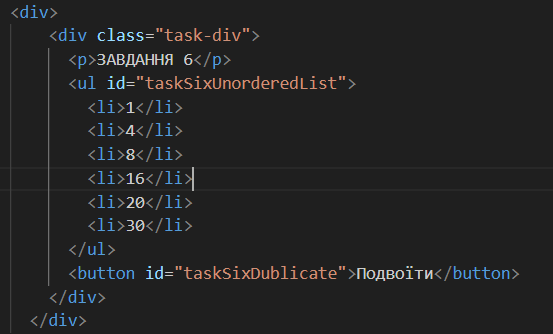 <div>
<div class="task-div">
<p>ЗАВДАННЯ 6</p>
<ul id="taskSixUnorderedList">
<li>1</li>
<li>4</li>
<li>8</li>
<li>16</li>
<li>20</li>
<li>30</li>
</ul>
<button id="taskSixDublicate">Подвоїти</button>
</div>
</div>